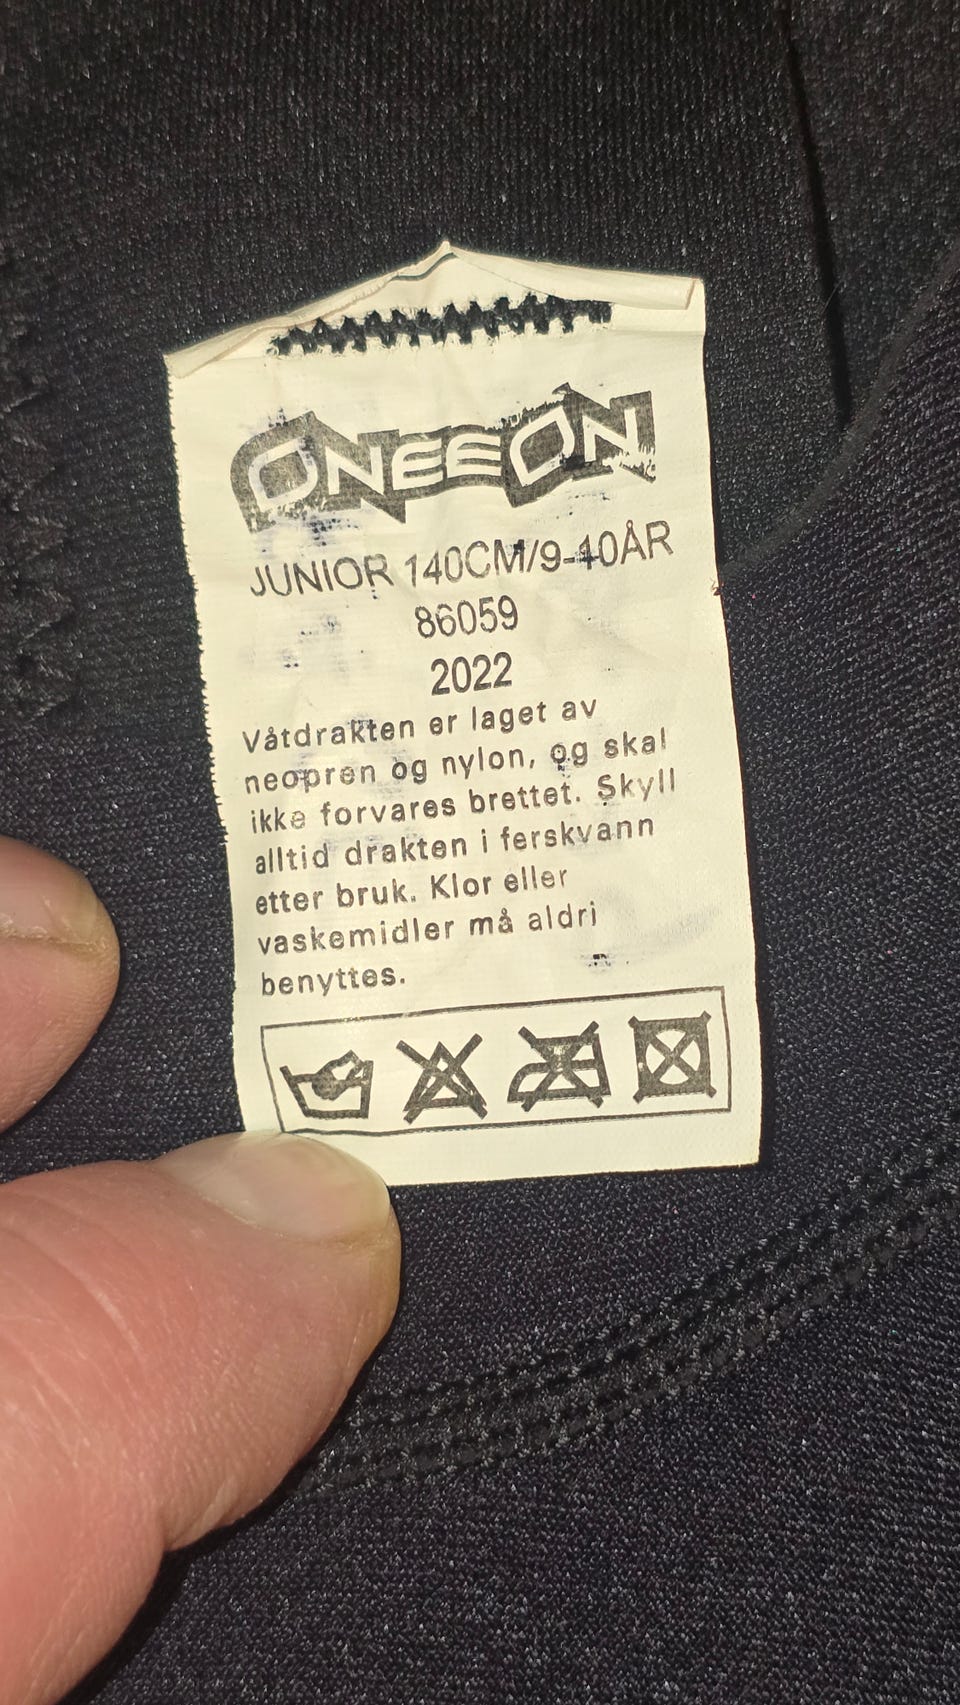 ONEEON
JUNIOR 140CM/9-10ÅR
86059
2022
Våtdrakten er laget av
neopren og nylon, og skal
ikke forvares brettet. Skyll
alltid drakten i ferskvann
etter bruk. Klor eller
vaskemidler må aldri
benyttes.